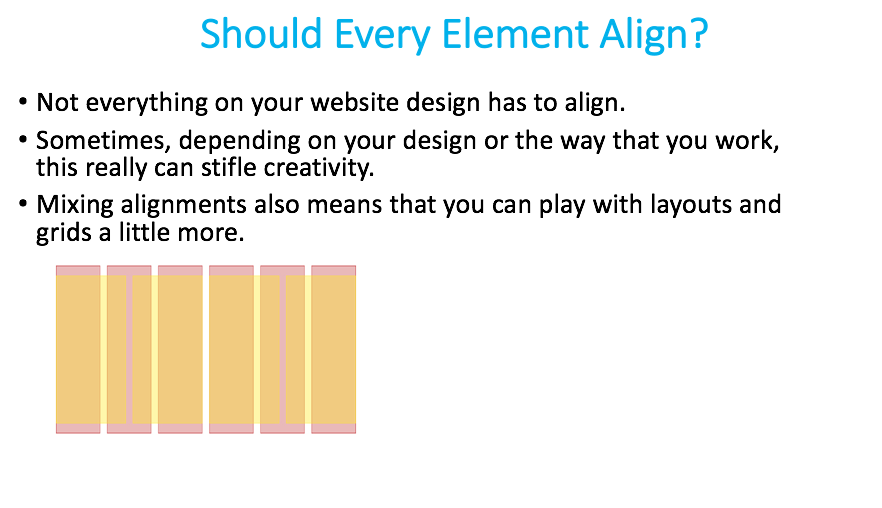 Should Every Element Align?
• Not everything on your website design has to align.
• Sometimes, depending on your design or the way that you work,
this really can stifle creativity.
• Mixing alignments also means that you can play with layouts and
grids a little more.